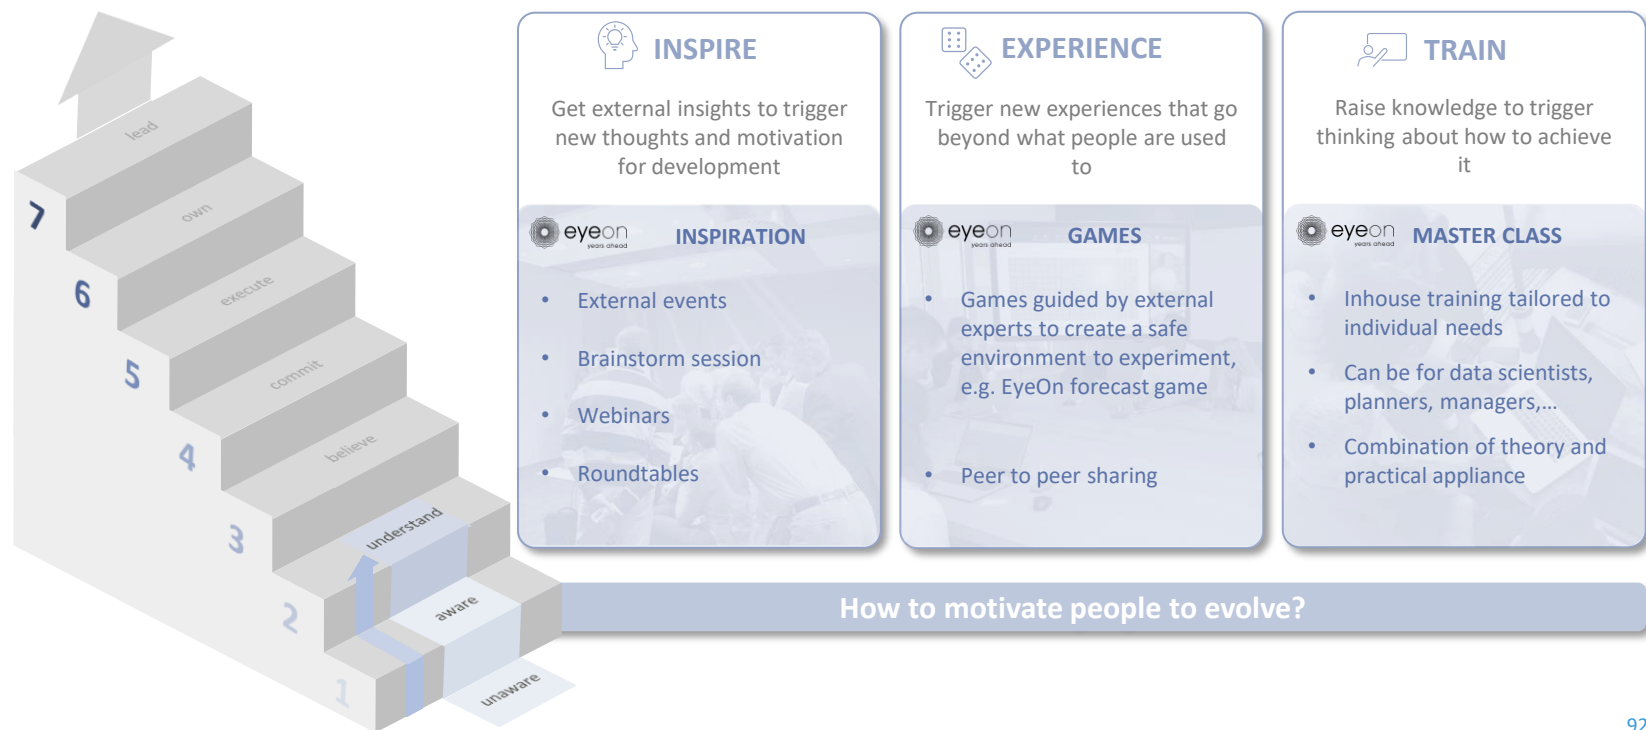 lead
own
execute
commit
believe
understand
aware
unaware
7
6
5
4
3
2
1
INSPIRE
Get external insights to trigger
new thoughts and motivation
for development
eyeon
years ahead
INSPIRATION
• External events
• Brainstorm session
• Webinars
• Roundtables
EXPERIENCE
Trigger new experiences that go
beyond what people are used
to
eyeon
years ahead
GAMES
• Games guided by external
experts to create a safe
environment to experiment,
e.g. EyeOn forecast game
• Peer to peer sharing
TRAIN
Raise knowledge to trigger
thinking about how to achieve
it
eyeon
years ahead
MASTER CLASS
• Inhouse training tailored to
individual needs
• Can be for data scientists,
planners, managers,...
• Combination of theory and
practical appliance
How to motivate people to evolve?
92